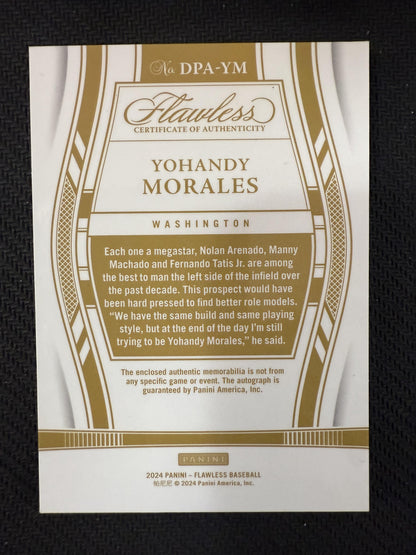 No. DPA-YM
Flawless
CERTIFICATE OF AUTHENTICITY
YOHANDY
MORALES
WASHINGTON
Each one a megastar, Nolan Arenado, Manny
Machado and Fernando Tatis Jr. are among
the best to man the left side of the infield over
the past decade. This prospect would have
been hard pressed to find better role models.
“We have the same build and same playing
style, but at the end of the day I'm still
trying to be Yohandy Morales,” he said.
The enclosed authentic memorabilia is not from
any specific game or event. The autograph is
guaranteed by Panini America, Inc.
PANINI
2024 PANINI – FLAWLESS BASEBALL
帕尼尼 © 2024 Panini America, Inc.